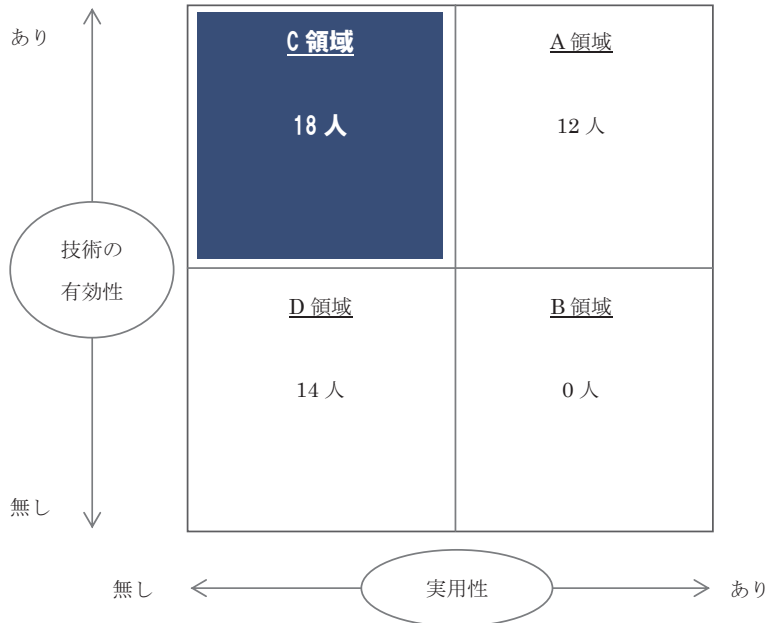 あり
C 領域
A 領域
18 人
12 人
技術の
有効性
D 領域
B 領域
14 人
0 人
無し
無し
実用性
あり